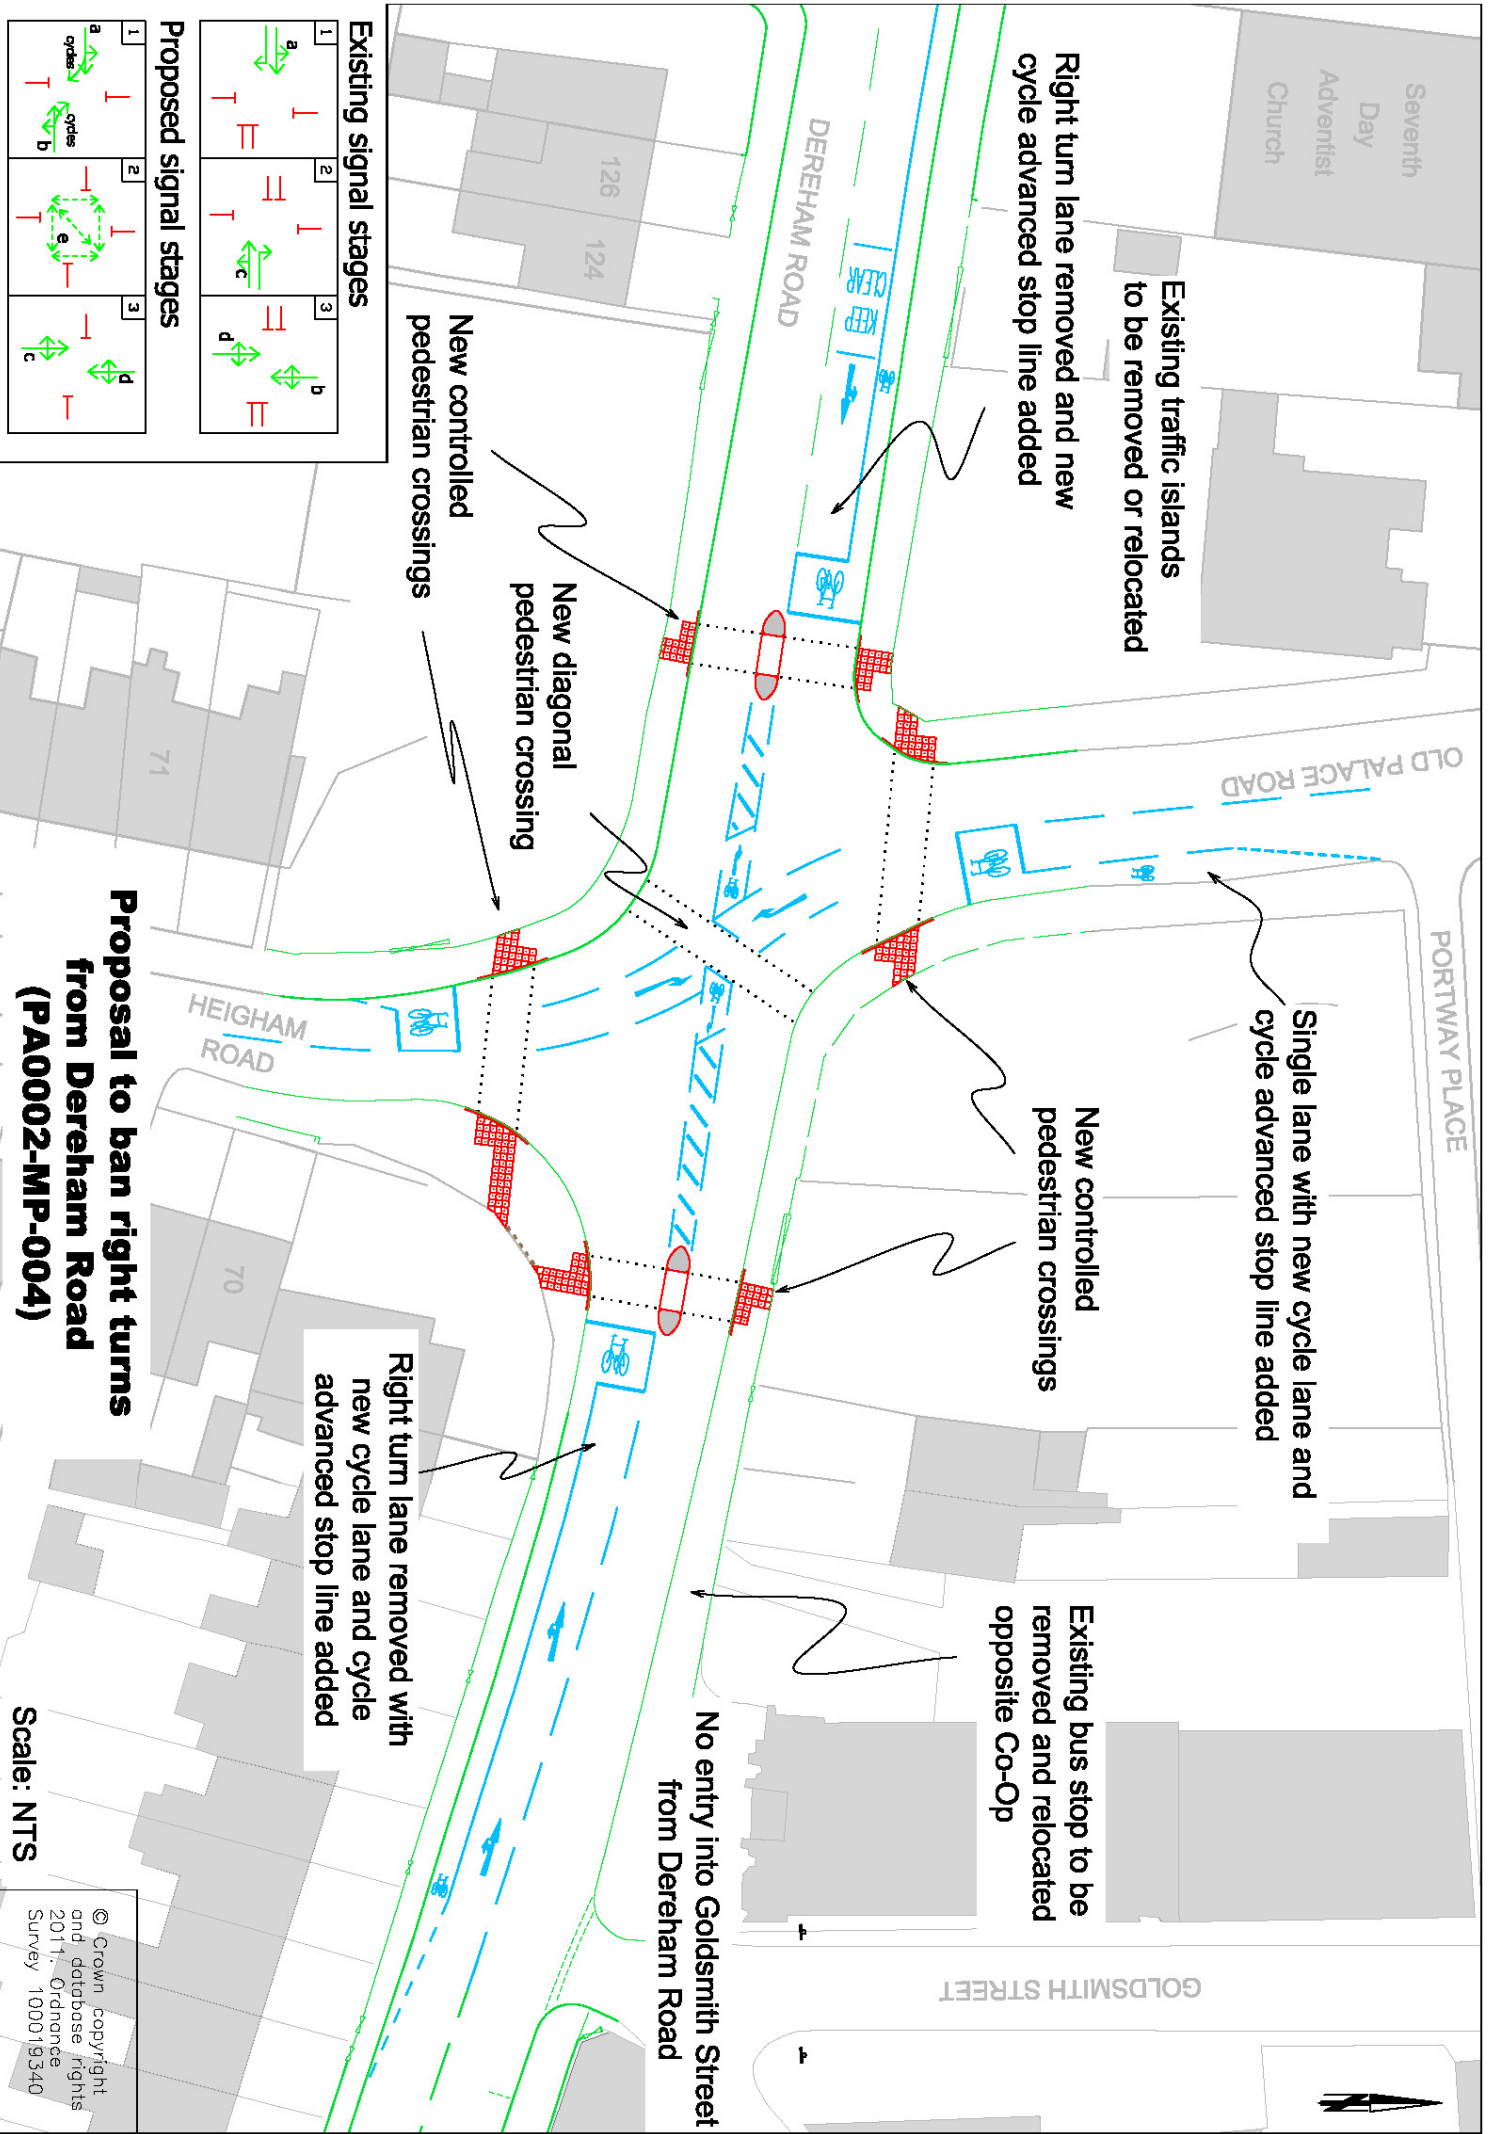 Seventh
Day
Adventist
Church
Existing traffic islands
to be removed or relocated
Right turn lane removed and new
cycle advanced stop line added
DEREHAM ROAD
KEEP
CLEAR
126
124
OLD PALACE ROAD
PORTWAY PLACE
Single lane with new cycle lane and
cycle advanced stop line added
New controlled
pedestrian crossings
Existing bus stop to be
removed and relocated
opposite Co-Op
No entry into Goldsmith Street
from Dereham Road
GOLDSMITH STREET
New controlled
pedestrian crossings
New diagonal
pedestrian crossing
71
HEIGHAM
ROAD
70
Right turn lane removed with
new cycle lane and cycle
advanced stop line added
Existing signal stages
1
a
2
c
3
b
d
Proposed signal stages
1
a
cycles
cycles
b
2
e
3
d
c
Proposal to ban right turns
from Dereham Road
(PA0002-MP-004)
Scale: NTS
© Crown copyright
and database rights
2011. Ordnance
Survey 100019340
N